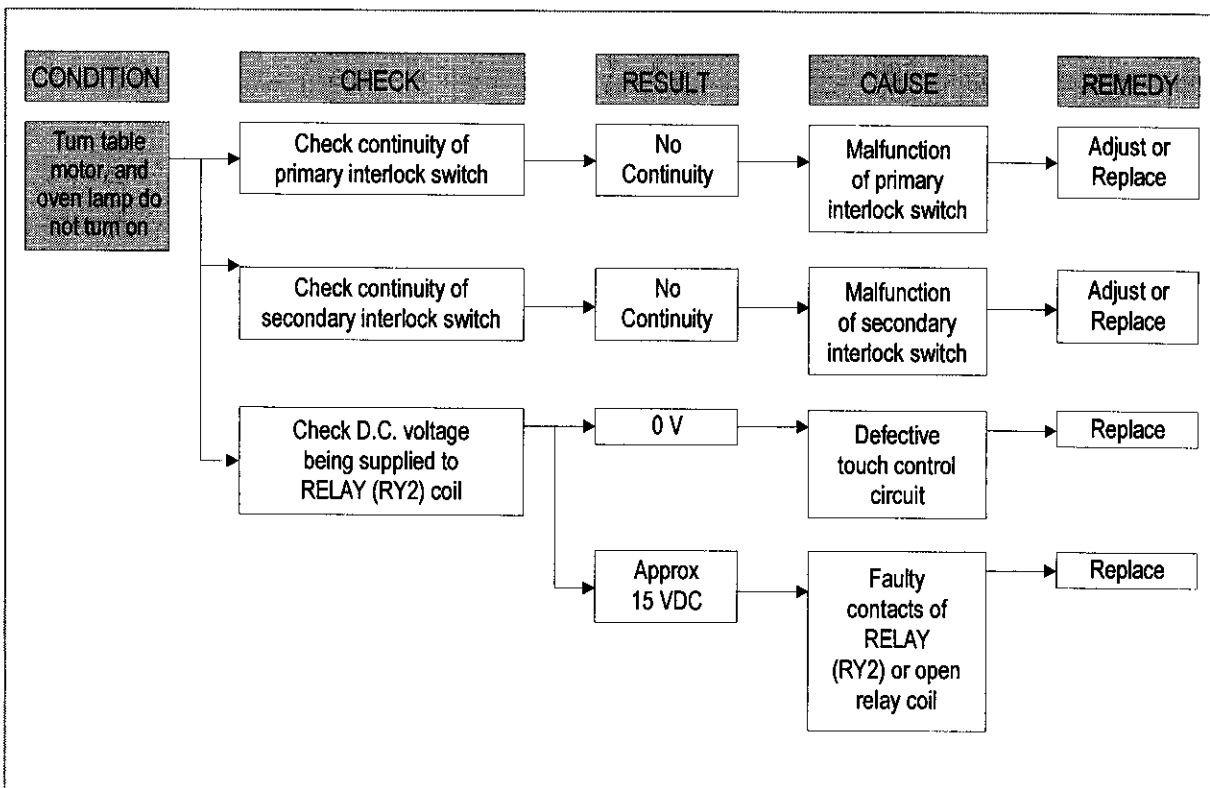 CONDITION
CHECK
RESULT
CAUSE
REMEDY
Turn table
motor, and
oven lamp do
not turn on
Check continuity of
primary interlock switch
No
Continuity
Malfunction
of primary
interlock switch
Adjust or
Replace
Check continuity of
secondary interlock switch
No
Continuity
Malfunction
of secondary
interlock switch
Adjust or
Replace
Check D.C. voltage
being supplied to
RELAY (RY2) coil
0 V
Defective
touch control
circuit
Replace
Approx
15 VDC
Faulty
contacts of
RELAY
(RY2) or open
relay coil
Replace